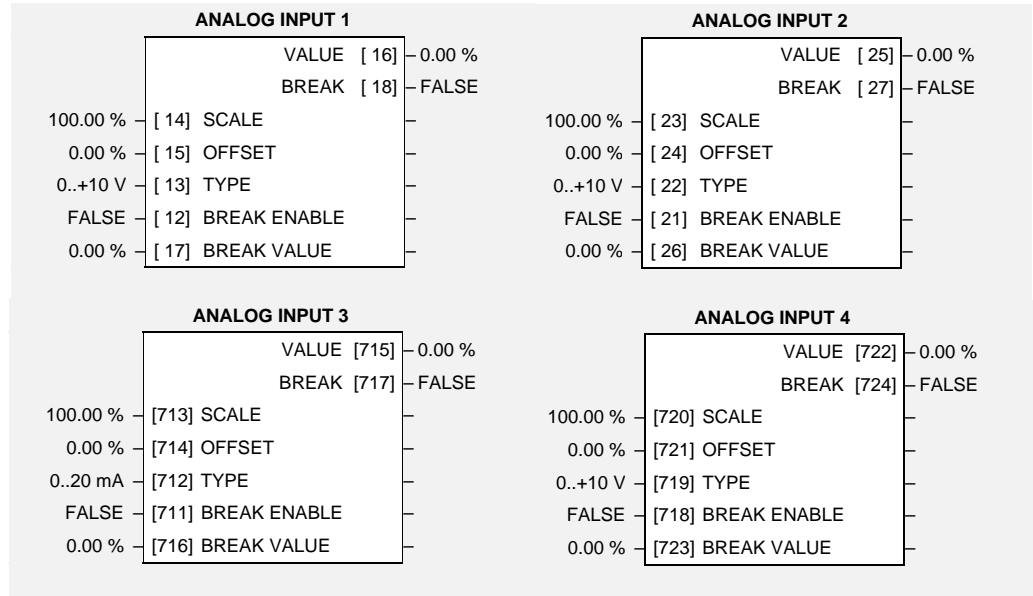 ANALOG INPUT 1
VALUE [ 16] – 0.00 %
BREAK [ 18] – FALSE
100.00 % – [ 14] SCALE –
0.00 % – [ 15] OFFSET –
0..+10 V – [ 13] TYPE –
FALSE – [ 12] BREAK ENABLE –
0.00 % – [ 17] BREAK VALUE –
ANALOG INPUT 2
VALUE [ 25] – 0.00 %
BREAK [ 27] – FALSE
100.00 % – [ 23] SCALE –
0.00 % – [ 24] OFFSET –
0..+10 V – [ 22] TYPE –
FALSE – [ 21] BREAK ENABLE –
0.00 % – [ 26] BREAK VALUE –
ANALOG INPUT 3
VALUE [715] – 0.00 %
BREAK [717] – FALSE
100.00 % – [713] SCALE –
0.00 % – [714] OFFSET –
0..20 mA – [712] TYPE –
FALSE – [711] BREAK ENABLE –
0.00 % – [716] BREAK VALUE –
ANALOG INPUT 4
VALUE [722] – 0.00 %
BREAK [724] – FALSE
100.00 % – [720] SCALE –
0.00 % – [721] OFFSET –
0..+10 V – [719] TYPE –
FALSE – [718] BREAK ENABLE –
0.00 % – [723] BREAK VALUE –